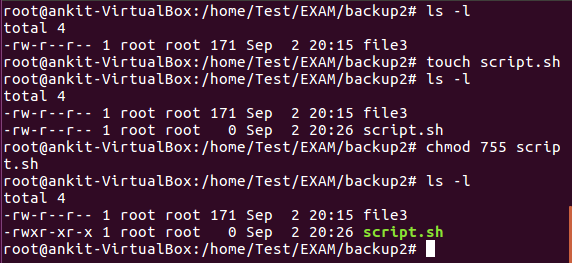 root@ankit-VirtualBox:/home/Test/EXAM/backup2# ls -l
total 4
-rw-r--r-- 1 root root 171 Sep  2 20:15 file3
root@ankit-VirtualBox:/home/Test/EXAM/backup2# touch script.sh
root@ankit-VirtualBox:/home/Test/EXAM/backup2# ls -l
total 4
-rw-r--r-- 1 root root 171 Sep  2 20:15 file3
-rw-r--r-- 1 root root   0 Sep  2 20:26 script.sh
root@ankit-VirtualBox:/home/Test/EXAM/backup2# chmod 755 scrip
t.sh
root@ankit-VirtualBox:/home/Test/EXAM/backup2# ls -l
total 4
-rw-r--r-- 1 root root 171 Sep  2 20:15 file3
-rwxr-xr-x 1 root root   0 Sep  2 20:26 script.sh
root@ankit-VirtualBox:/home/Test/EXAM/backup2#